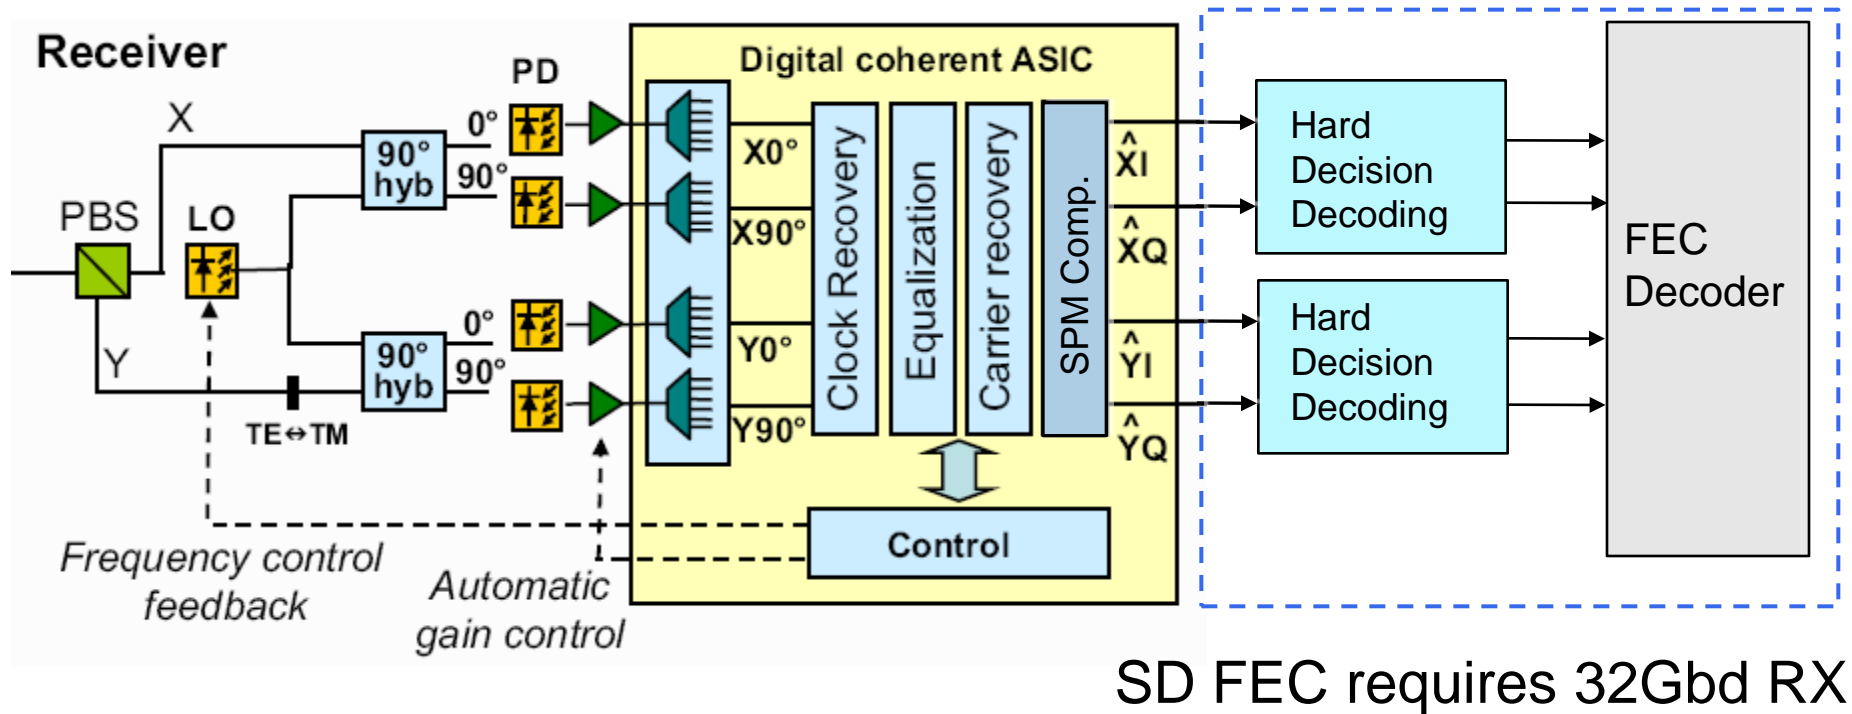 Receiver
PD
Digital coherent ASIC
X
0°
90°
hyb
90°
PBS
LO
0°
Y
90°
hyb
90°
TE↔TM
X0°
X90°
Y0°
Y90°
Clock Recovery
Equalization
Carrier recovery
SPM Comp.
X̂I
X̂Q
ŶI
ŶQ
Hard
Decision
Decoding
Hard
Decision
Decoding
FEC
Decoder
Control
Frequency control
feedback
Automatic
gain control
SD FEC requires 32Gbd RX